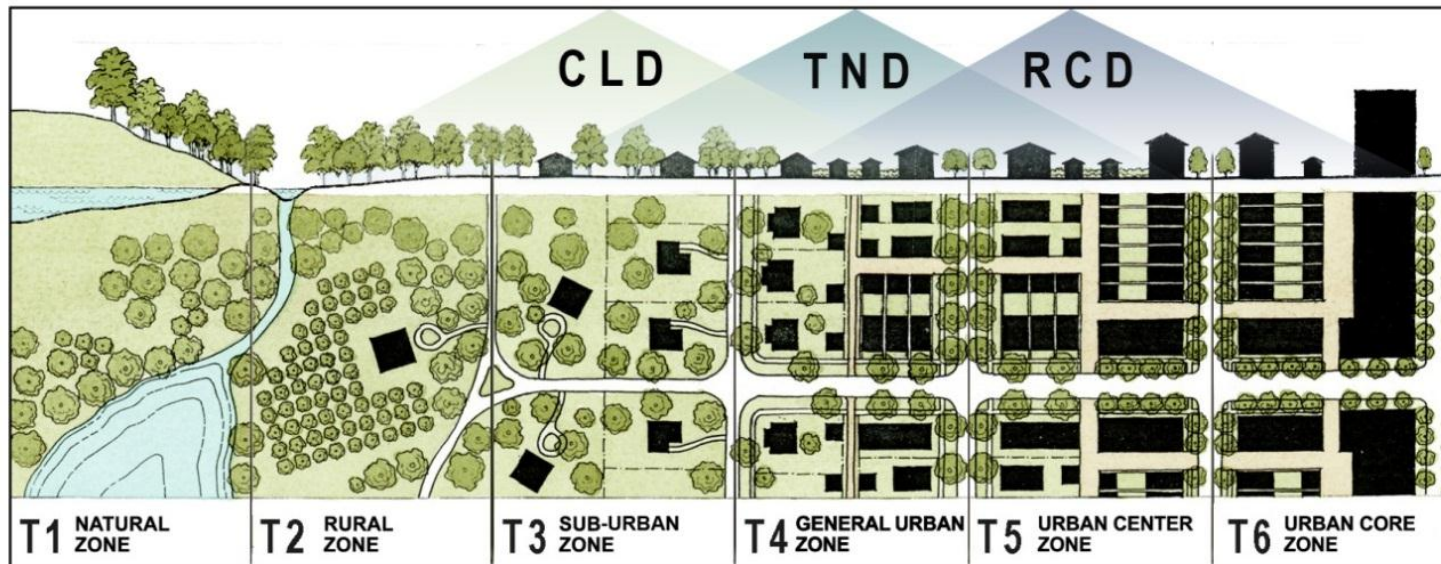 CLD
TND
RCD
T1 NATURAL
ZONE
T2 RURAL
ZONE
T3 SUB-URBAN
ZONE
T4 GENERAL URBAN
ZONE
T5 URBAN CENTER
ZONE
T6 URBAN CORE
ZONE